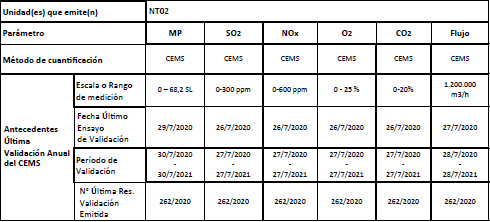 Unidad(es) que emite(n) NT02
Parámetro MP SO2 NOx O2 CO2 Flujo
Método de cuantificación CEMS CEMS CEMS CEMS CEMS CEMS
Antecedentes Última Validación Anual del CEMS
Escala o Rango de medición 0 – 68,2 SL 0-300 ppm 0-600 ppm 0 - 25 % 0-20% 1.200.000 m3/h
Fecha Último Ensayo de Validación 29/7/2020 26/7/2020 26/7/2020 26/7/2020 26/7/2020 27/7/2020
Período de Validación 30/7/2020 - 30/7/2021 27/7/2020 - 27/7/2021 27/7/2020 - 27/7/2021 27/7/2020 - 27/7/2021 27/7/2020 - 27/7/2021 28/7/2020 - 28/7/2021
N° Última Res. Validación Emitida 262/2020 262/2020 262/2020 262/2020 262/2020 262/2020